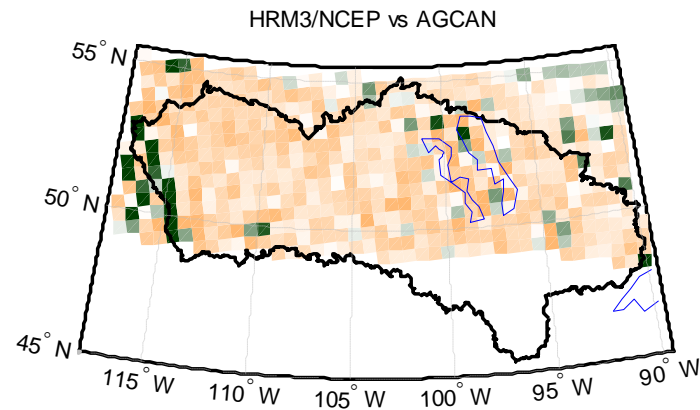 HRM3/NCEP vs AGCAN
55° N
50° N
45° N
115° W
110° W
105° W
100° W
95° W
90° W